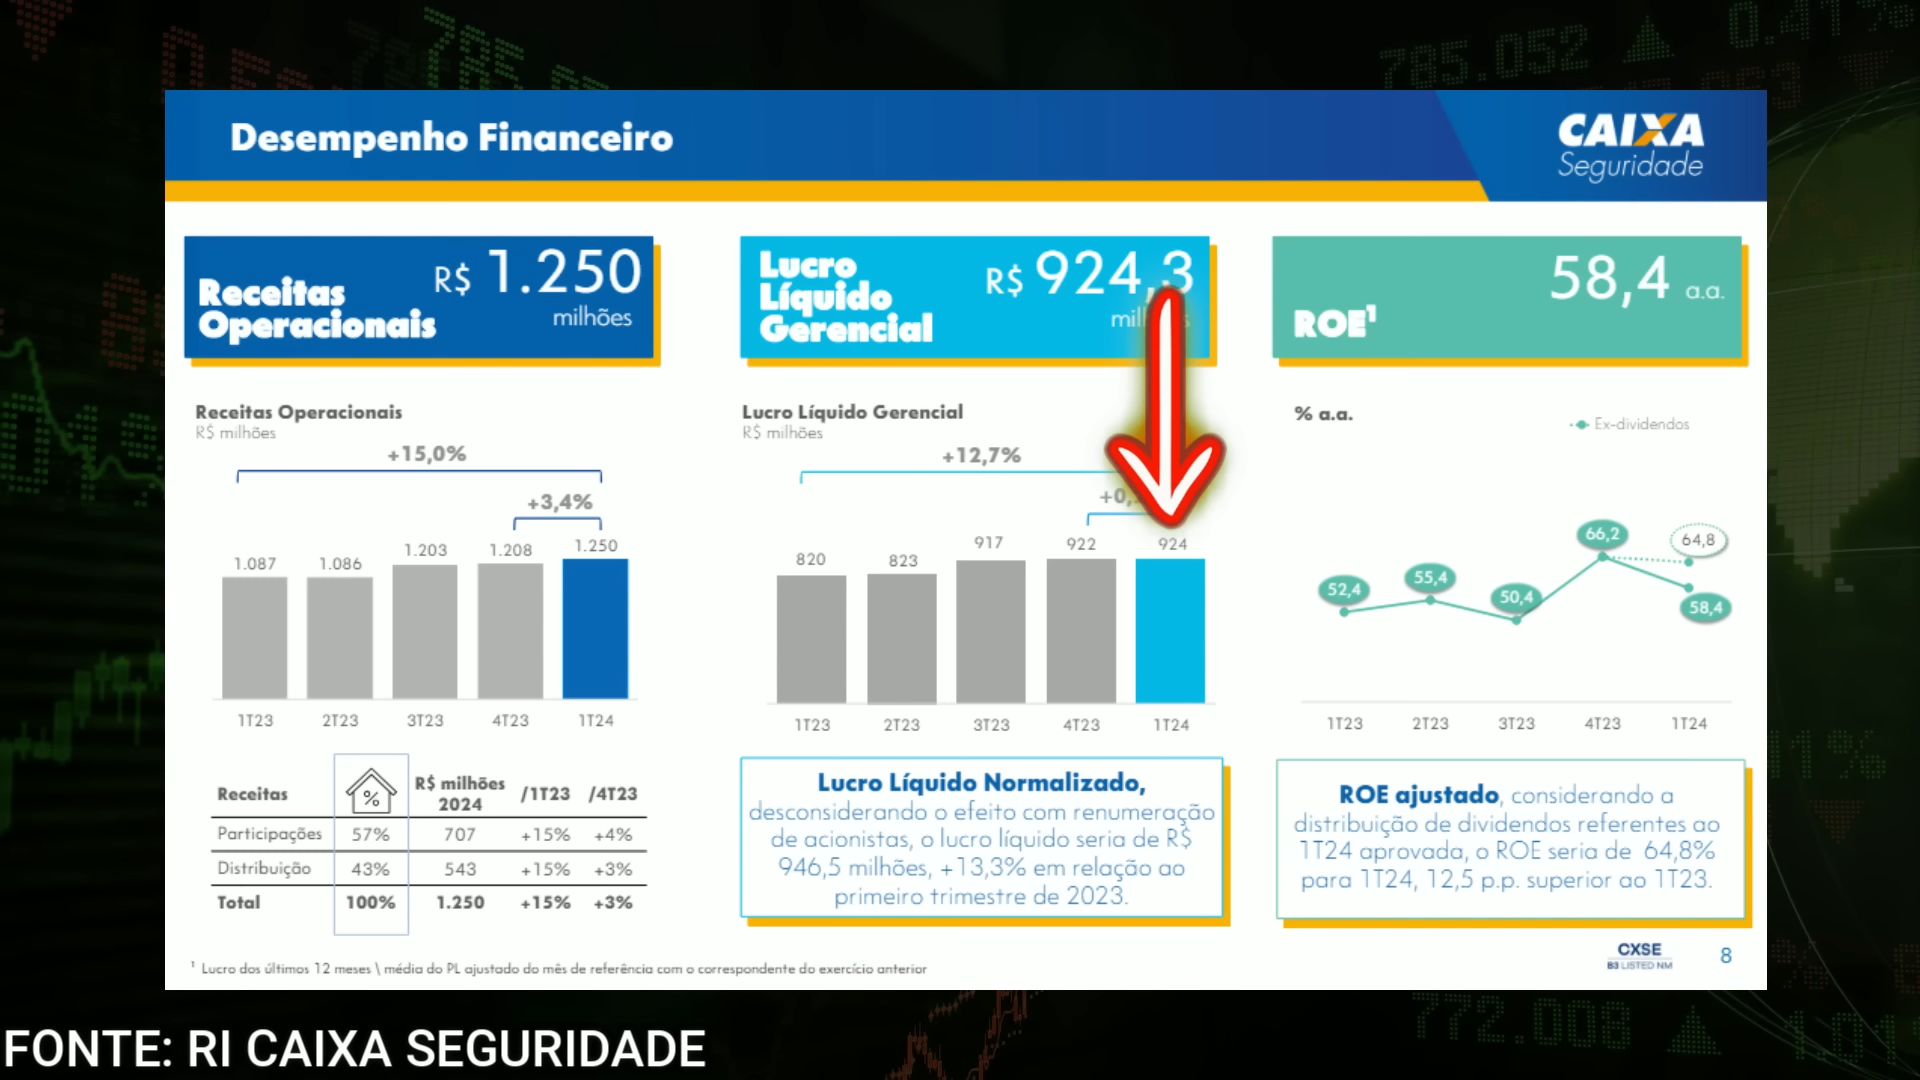 785.052
0.41%
Desempenho Financeiro
CAIXA
Seguridade
Receitas
Operacionais
R$ 1.250
milhões
Lucro
Líquido
Gerencial
R$ 924,3
ROE¹
58,4 a.a.
Receitas Operacionais
R$ milhões
+15,0%
+3,4%
1.087
1.086
1.203
1.208
1.250
1T23
2T23
3T23
4T23
1T24
Lucro Líquido Gerencial
R$ milhões
+12,7%
820
823
917
922
924
1T23
2T23
3T23
4T23
1T24
% a.a.
Ex-dividendos
52,4
55,4
50,4
66,2
64,8
58,4
1T23
2T23
3T23
4T23
1T24
Receitas % R$ milhões 2024 /1T23 /4T23
Participações 57% 707 +15% +4%
Distribuição 43% 543 +15% +3%
Total 100% 1.250 +15% +3%
Lucro Líquido Normalizado,
desconsiderando o efeito com renumeração
de acionistas, o lucro líquido seria de R$
946,5 milhões, +13,3% em relação ao
primeiro trimestre de 2023.
ROE ajustado, considerando a
distribuição de dividendos referentes ao
1T24 aprovada, o ROE seria de 64,8%
para 1T24, 12,5 p.p. superior ao 1T23.
¹ Lucro dos últimos 12 meses \ média do PL ajustado do mês de referência com o correspondente do exercício anterior
CXSE
B3 LISTED NM
8
772.008
FONTE: RI CAIXA SEGURIDADE